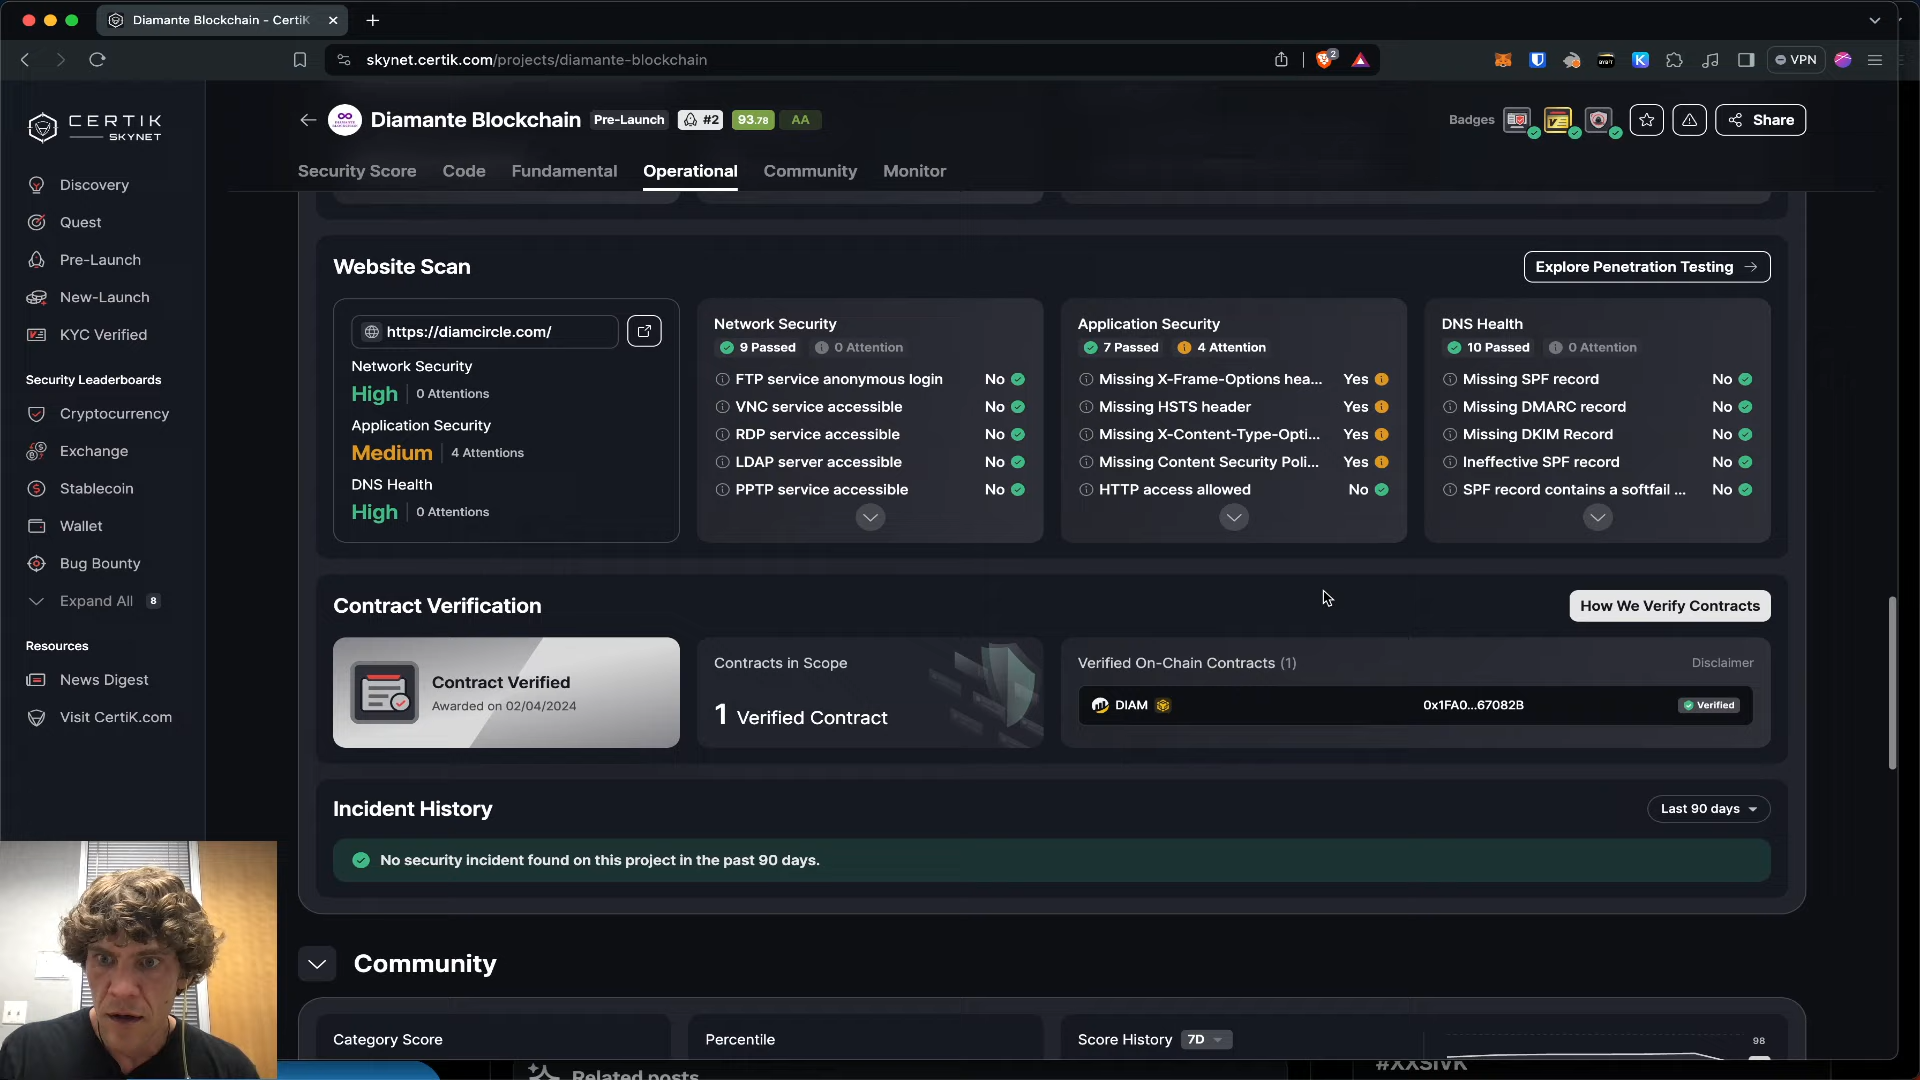 Diamante Blockchain - CertiK
skynet.certik.com/projects/diamante-blockchain
2
VPN
CERTIK
SKYNET
Diamante Blockchain
Pre-Launch
#2
93.78
AA
Badges
Share
Security Score
Code
Fundamental
Operational
Community
Monitor
Discovery
Quest
Pre-Launch
New-Launch
KYC Verified
Security Leaderboards
Cryptocurrency
Exchange
Stablecoin
Wallet
Bug Bounty
Expand All 8
Resources
News Digest
Visit CertiK.com
Website Scan
Explore Penetration Testing
https://diamcircle.com/
Network Security
High 0 Attentions
Application Security
Medium 4 Attentions
DNS Health
High 0 Attentions
Network Security
9 Passed 0 Attention
FTP service anonymous login No
VNC service accessible No
RDP service accessible No
LDAP server accessible No
PPTP service accessible No
Application Security
7 Passed 4 Attention
Missing X-Frame-Options hea... Yes
Missing HSTS header Yes
Missing X-Content-Type-Opti... Yes
Missing Content Security Poli... Yes
HTTP access allowed No
DNS Health
10 Passed 0 Attention
Missing SPF record No
Missing DMARC record No
Missing DKIM Record No
Ineffective SPF record No
SPF record contains a softfail ... No
Contract Verification
How We Verify Contracts
Contract Verified
Awarded on 02/04/2024
Contracts in Scope
1 Verified Contract
Verified On-Chain Contracts (1)
Disclaimer
DIAM
0x1FA0...67082B
Verified
Incident History
Last 90 days
No security incident found on this project in the past 90 days.
Community
Category Score
Percentile
Score History 7D
98
Related posts